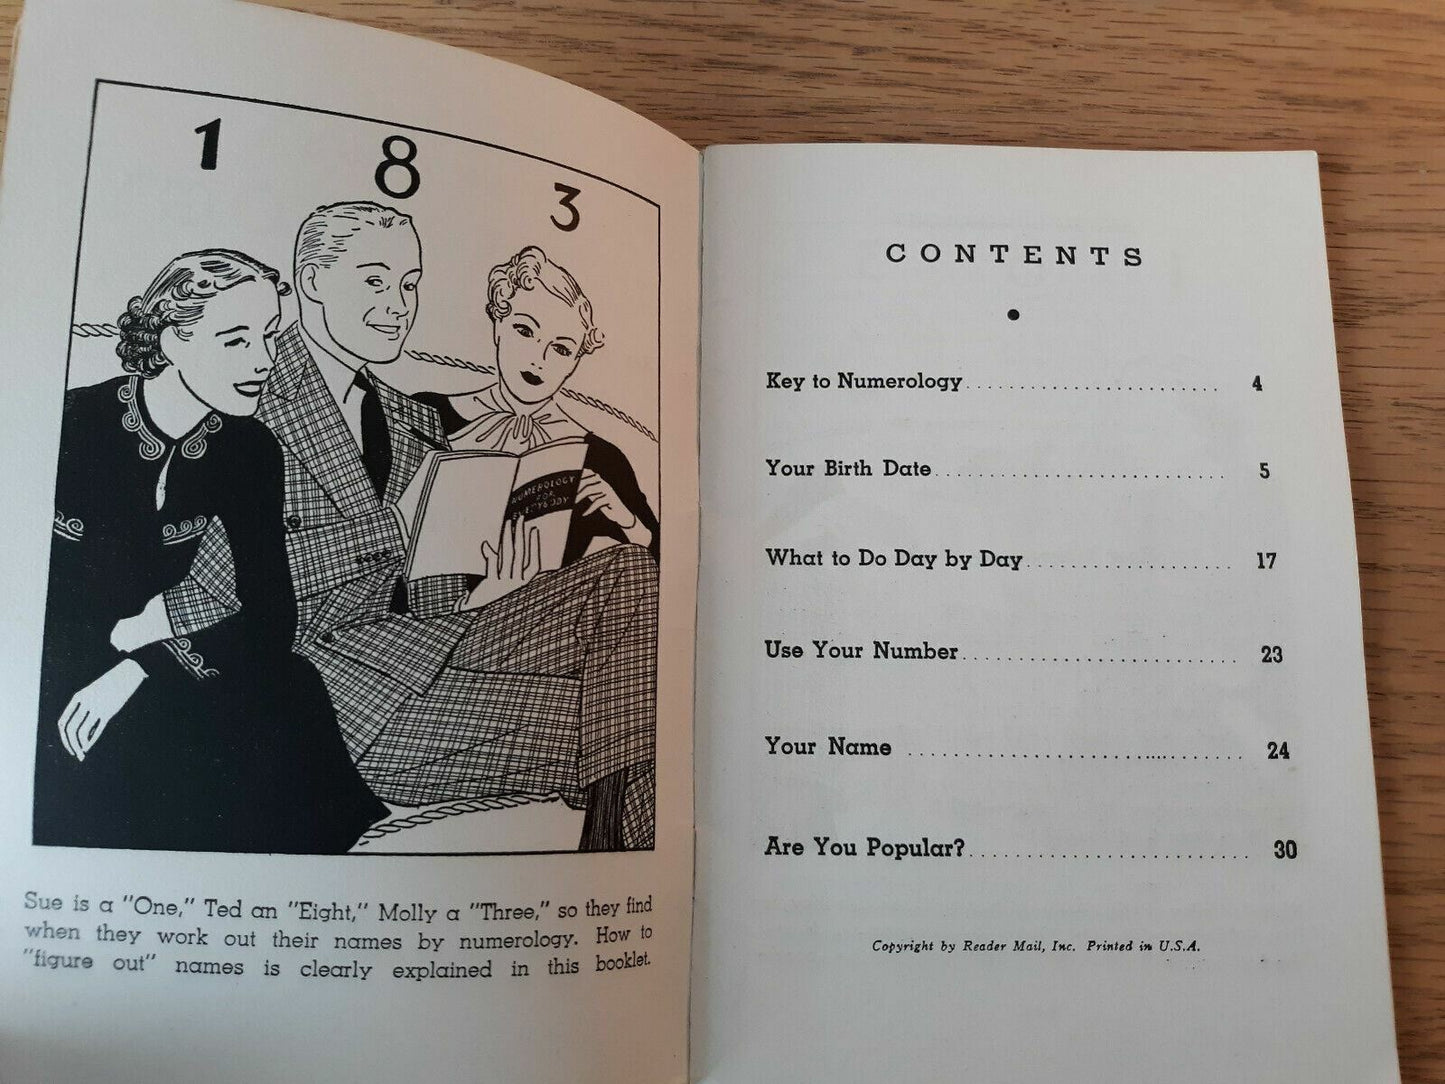 1 8 3
NUMEROLOGY
FOR
EVERYBODY
Sue is a "One," Ted an "Eight," Molly a "Three," so they find
when they work out their names by numerology. How to
"figure out" names is clearly explained in this booklet.
CONTENTS
•
Key to Numerology........................ 4
Your Birth Date........................... 5
What to Do Day by Day................... 17
Use Your Number......................... 23
Your Name ............................... 24
Are You Popular?......................... 30
Copyright by Reader Mail, Inc. Printed in U.S.A.